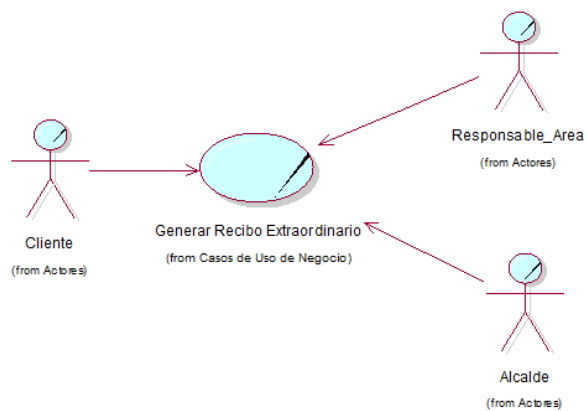 Responsable_Area
(from Actores)
Cliente
(from Actores)
Generar Recibo Extraordinario
(from Casos de Uso de Negocio)
Alcalde
(from Actores)